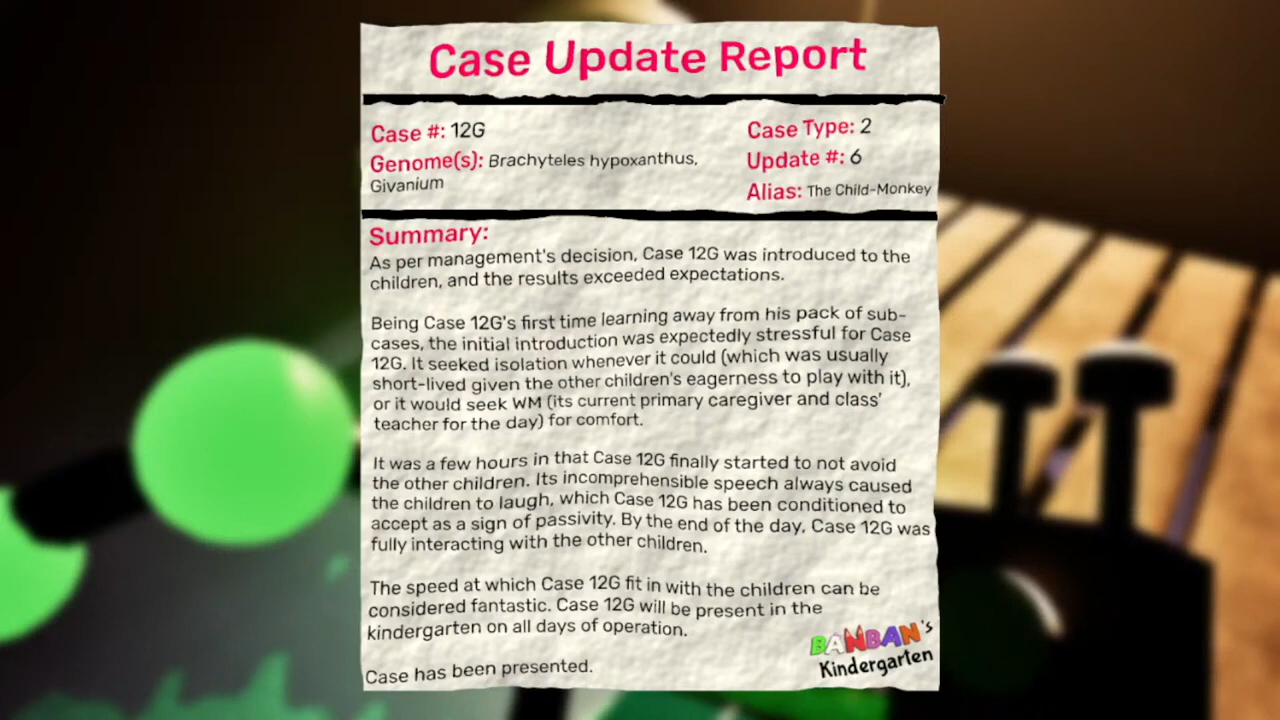 Case Update Report
Case #: 12G
Case Type: 2
Genome(s): Brachyteles hypoxanthus,
Givanium
Update #: 6
Alias: The Child-Monkey
Summary:
As per management's decision, Case 12G was introduced to the
children, and the results exceeded expectations.
Being Case 12G's first time learning away from his pack of sub-
cases, the initial introduction was expectedly stressful for Case
12G. It seeked isolation whenever it could (which was usually
short-lived given the other children's eagerness to play with it),
or it would seek WM (its current primary caregiver and class'
teacher for the day) for comfort.
It was a few hours in that Case 12G finally started to not avoid
the other children. Its incomprehensible speech always caused
the children to laugh, which Case 12G has been conditioned to
accept as a sign of passivity. By the end of the day, Case 12G was
fully interacting with the other children.
The speed at which Case 12G fit in with the children can be
considered fantastic. Case 12G will be present in the
kindergarten on all days of operation.
Case has been presented.
BANBAN's
Kindergarten